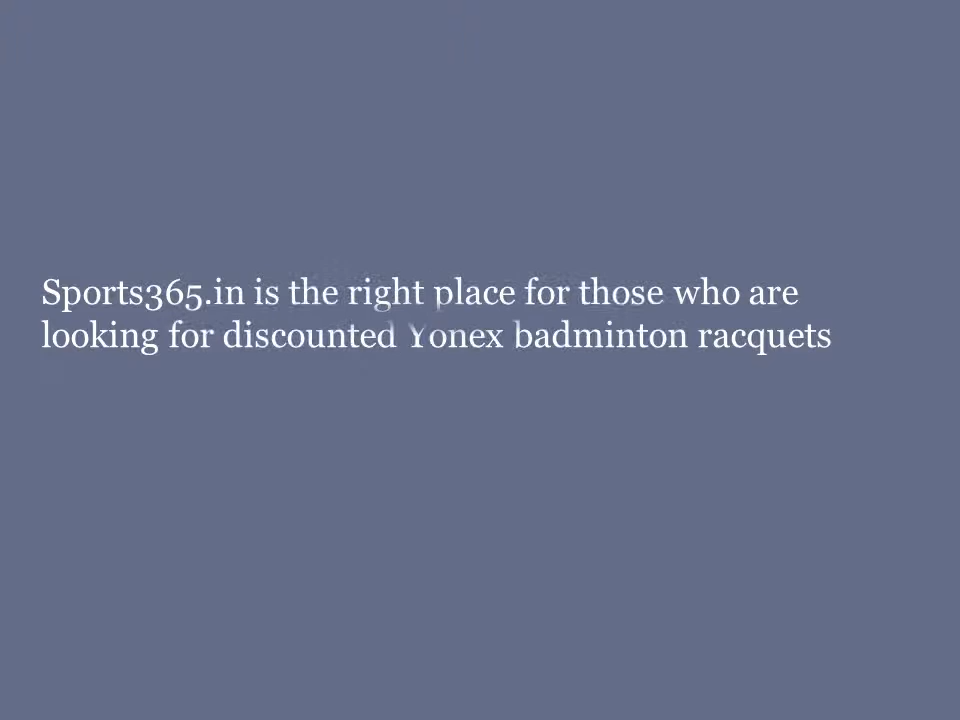 Sports365.in is the right place for those who are
looking for discounted Yonex badminton racquets